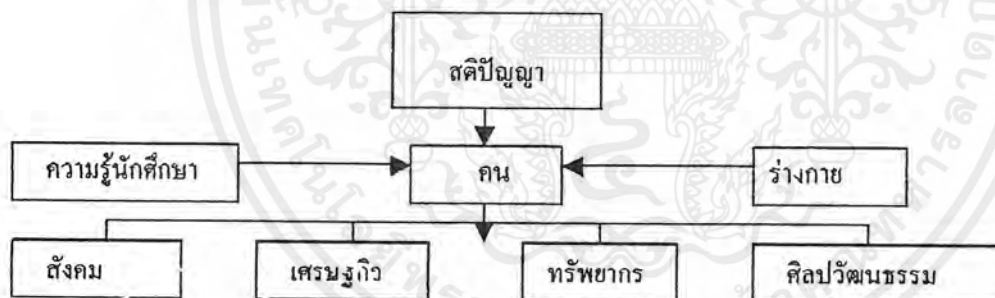 สติปัญญา
ความรู้นักศึกษา
คน
ร่างกาย
สังคม
เศรษฐกิจ
ทรัพยากร
ศิลปวัฒนธรรม